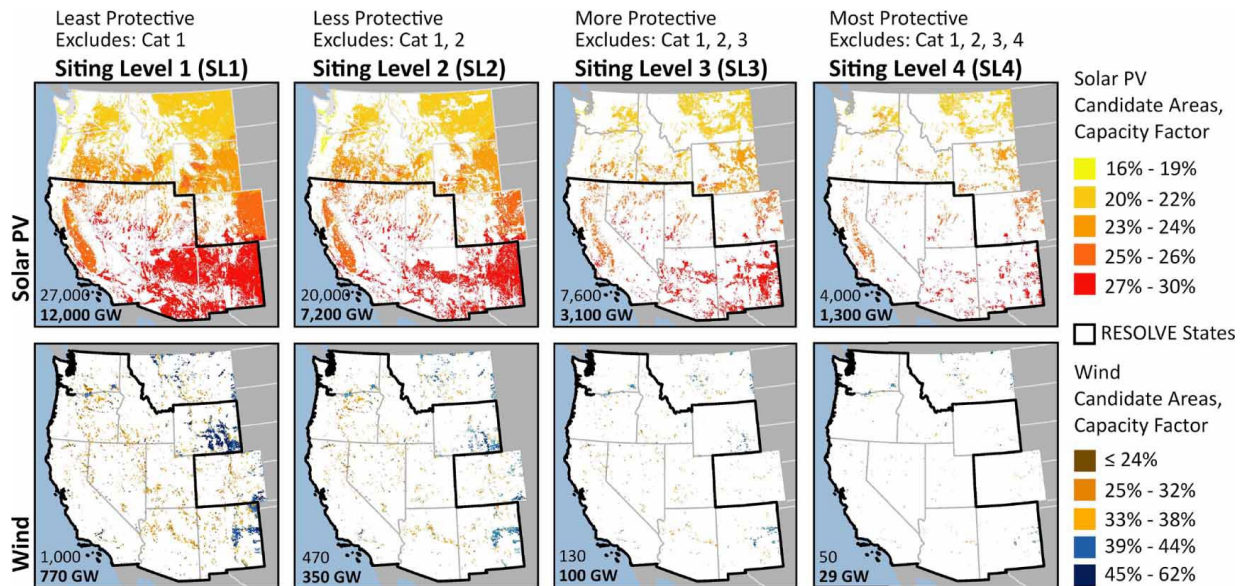 Least Protective
Excludes: Cat 1
Siting Level 1 (SL1)
Less Protective
Excludes: Cat 1, 2
Siting Level 2 (SL2)
More Protective
Excludes: Cat 1, 2, 3
Siting Level 3 (SL3)
Most Protective
Excludes: Cat 1, 2, 3, 4
Siting Level 4 (SL4)
Solar PV
27,000
12,000 GW
20,000
7,200 GW
7,600
3,100 GW
4,000
1,300 GW
Solar PV
Candidate Areas,
Capacity Factor
16% - 19%
20% - 22%
23% - 24%
25% - 26%
27% - 30%
RESOLVE States
Wind
1,000
770 GW
470
350 GW
130
100 GW
50
29 GW
Wind
Candidate Areas,
Capacity Factor
≤ 24%
25% - 32%
33% - 38%
39% - 44%
45% - 62%